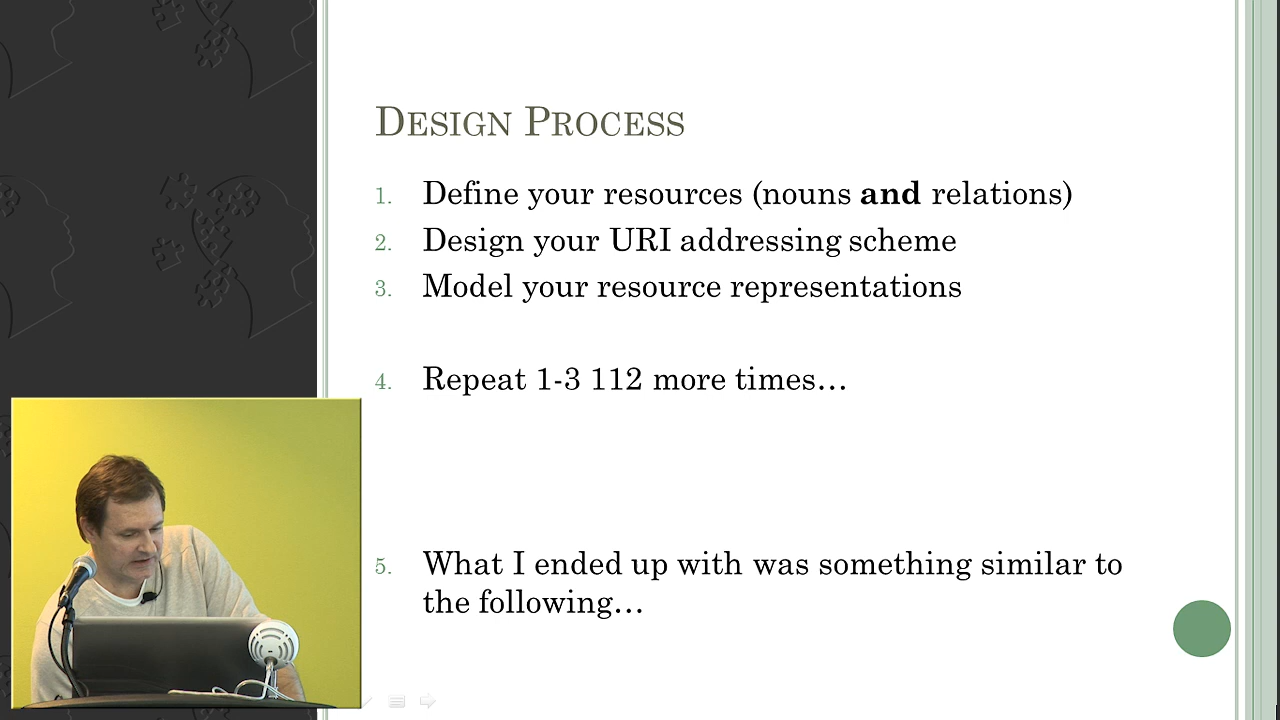 DESIGN PROCESS
1. Define your resources (nouns and relations)
2. Design your URI addressing scheme
3. Model your resource representations
4. Repeat 1-3 112 more times…
5. What I ended up with was something similar to
the following…